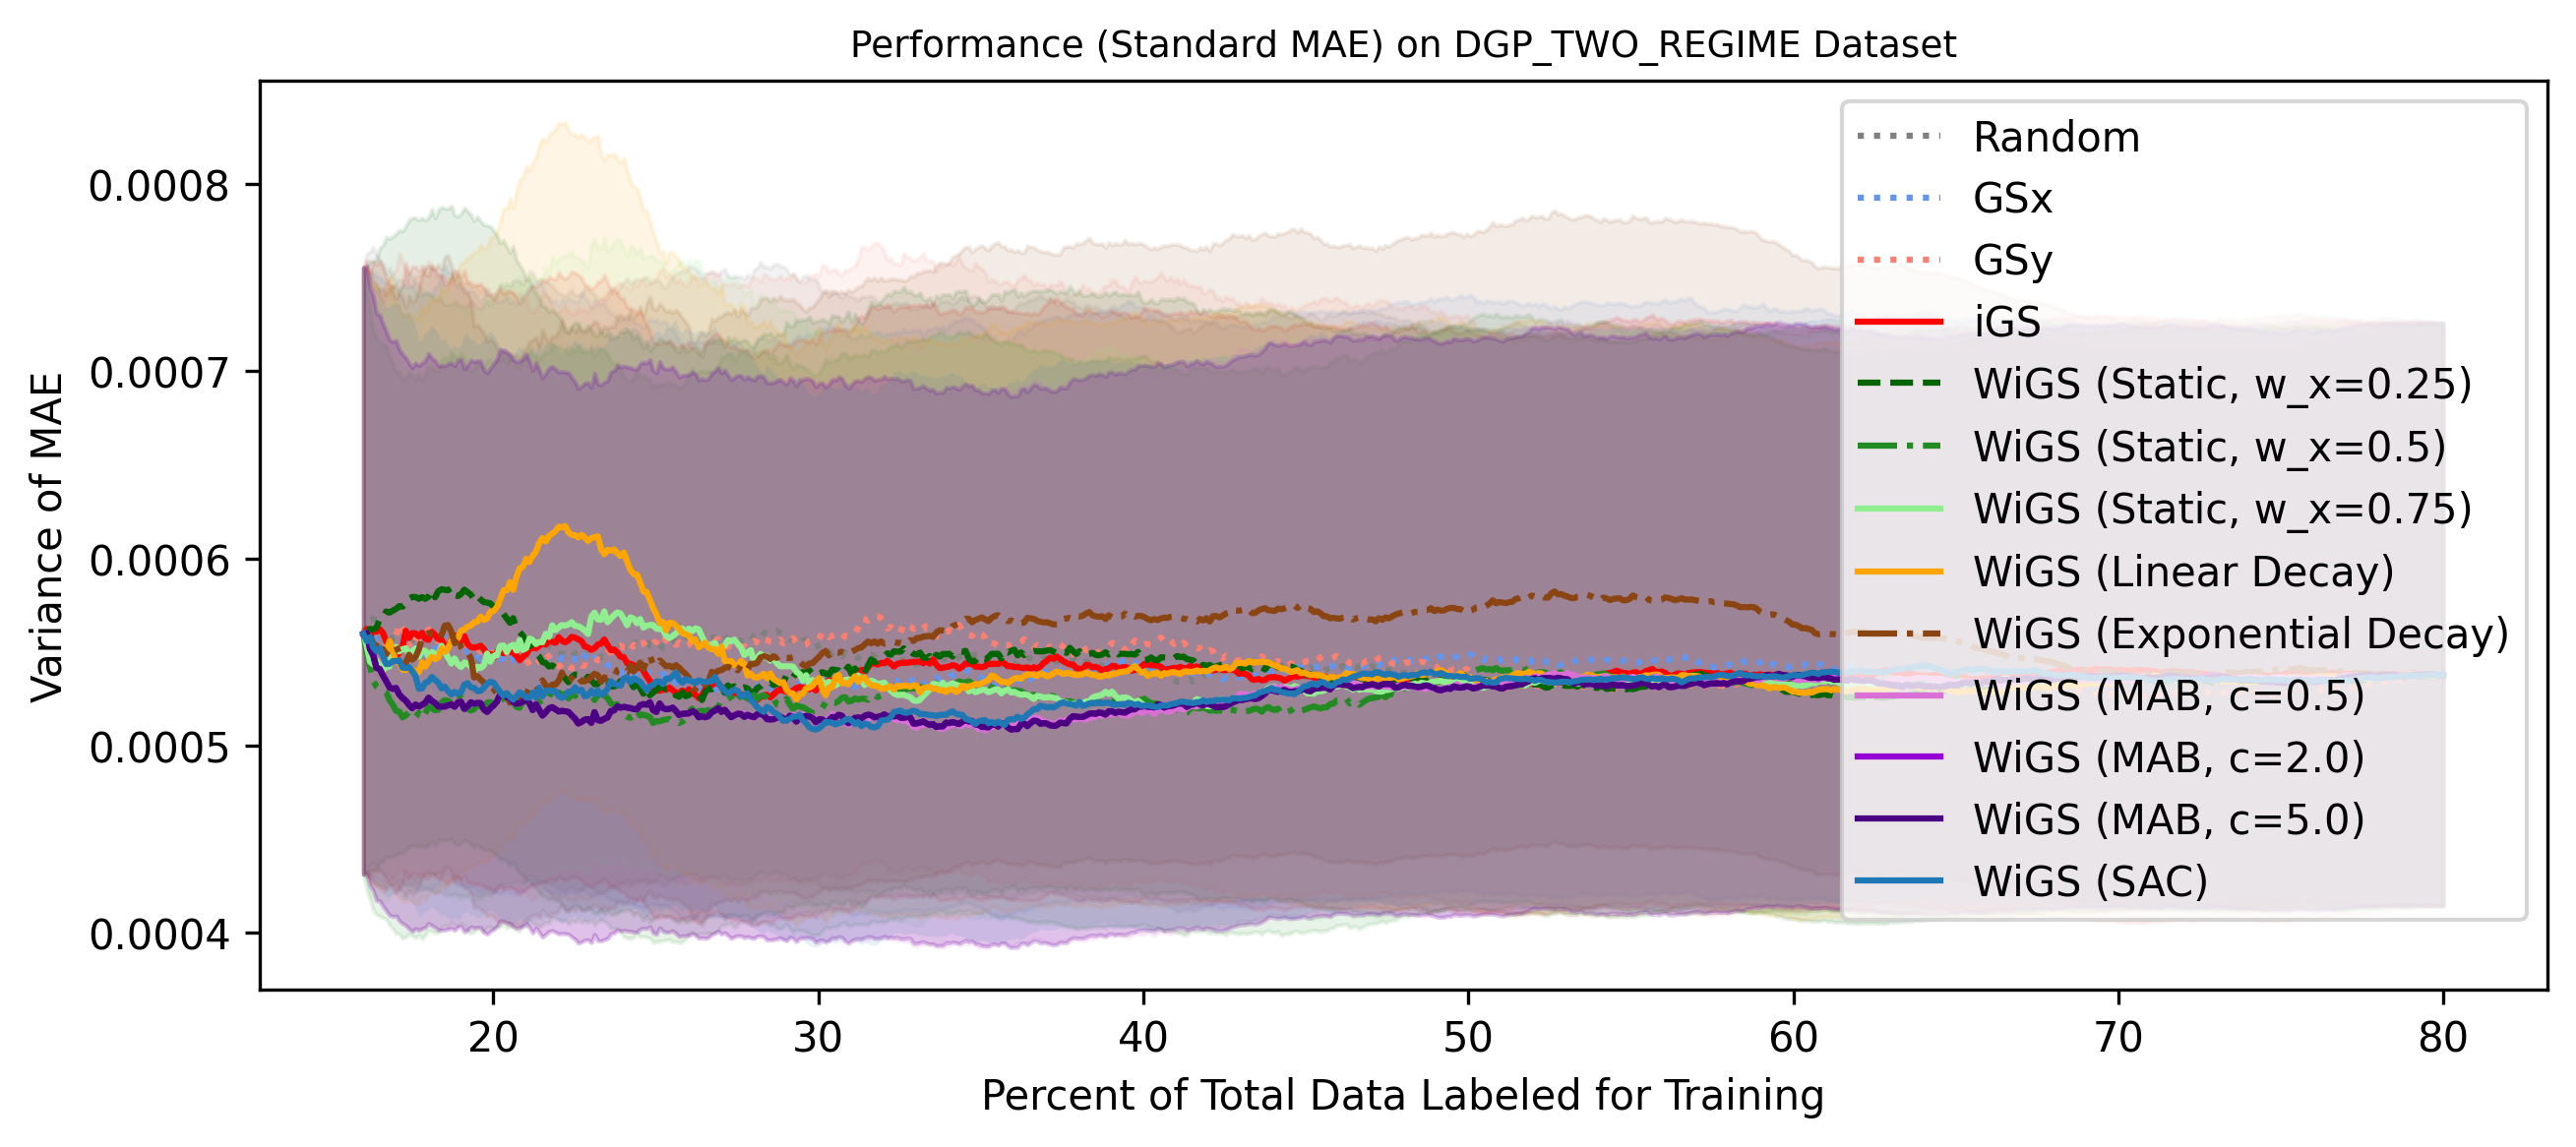 Performance (Standard MAE) on DGP_TWO_REGIME Dataset
Variance of MAE
0.0008
0.0007
0.0006
0.0005
0.0004
Random
GSx
GSy
iGS
WiGS (Static, w_x=0.25)
WiGS (Static, w_x=0.5)
WiGS (Static, w_x=0.75)
WiGS (Linear Decay)
WiGS (Exponential Decay)
WiGS (MAB, c=0.5)
WiGS (MAB, c=2.0)
WiGS (MAB, c=5.0)
WiGS (SAC)
20 30 40 50 60 70 80
Percent of Total Data Labeled for Training